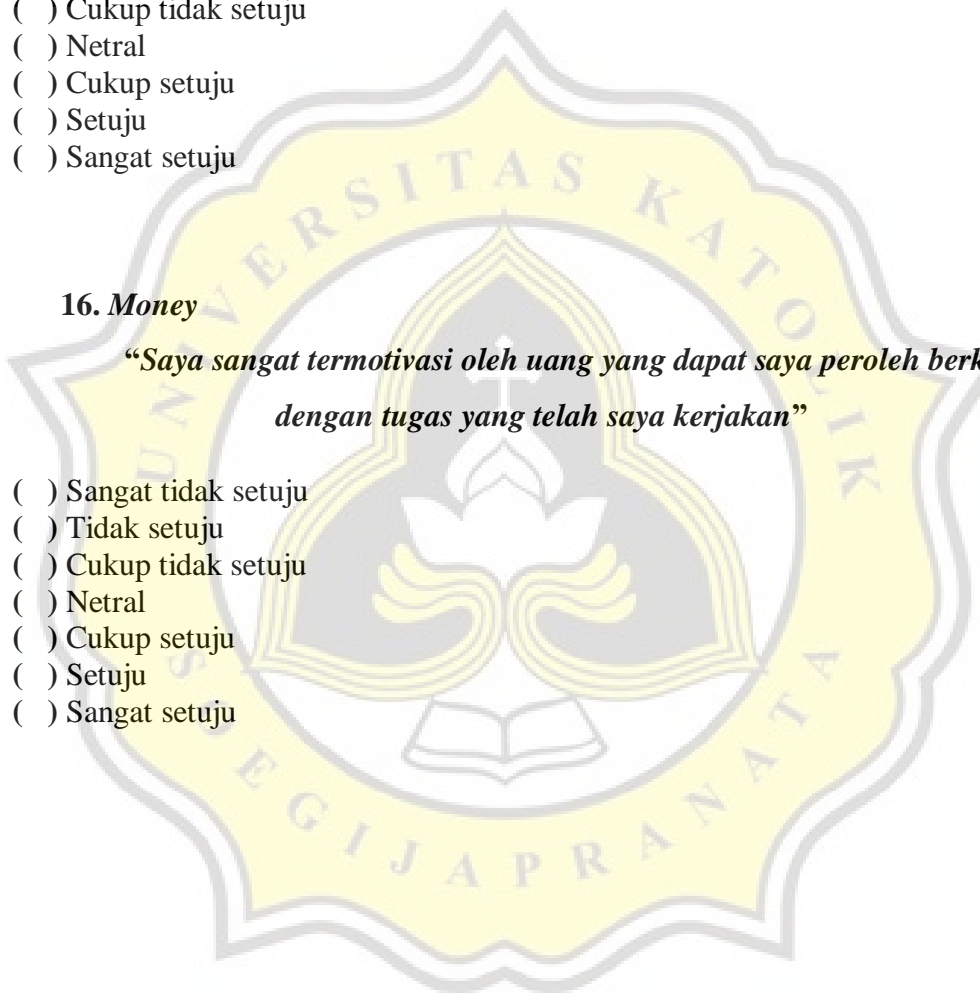 ( ) Cukup tidak setuju
( ) Netral
( ) Cukup setuju
( ) Setuju
( ) Sangat setuju
UNIVERSITAS KATOLIK
16. Money
“Saya sangat termotivasi oleh uang yang dapat saya peroleh
dengan tugas yang telah saya kerjakan”
( ) Sangat tidak setuju
( ) Tidak setuju
( ) Cukup tidak setuju
( ) Netral
( ) Cukup setuju
( ) Setuju
( ) Sangat setuju
SOEGIJAPRANATA